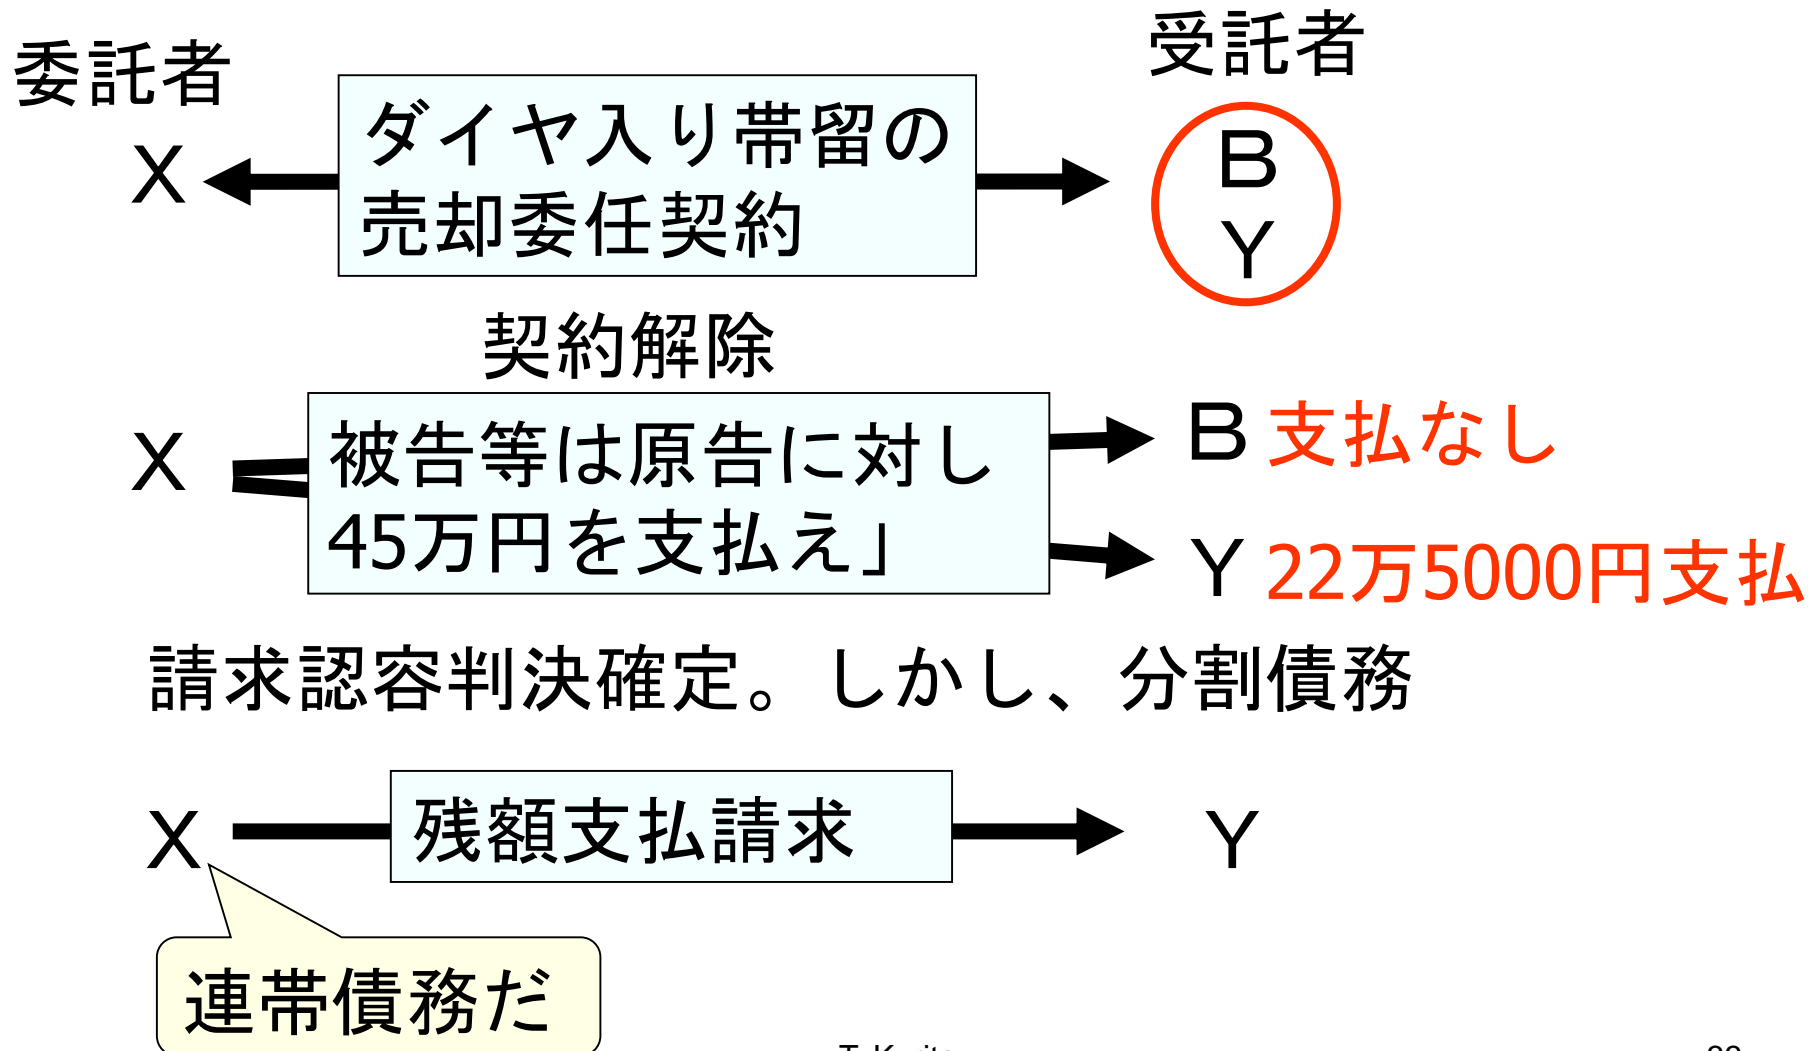 委託者
受託者
X
ダイヤ入り帯留の
売却委任契約
B
Y
契約解除
X
被告等は原告に対し
45万円を支払え」
B 支払なし
Y 22万5000円支払
請求認容判決確定。しかし、分割債務
X
残額支払請求
Y
連帯債務だ